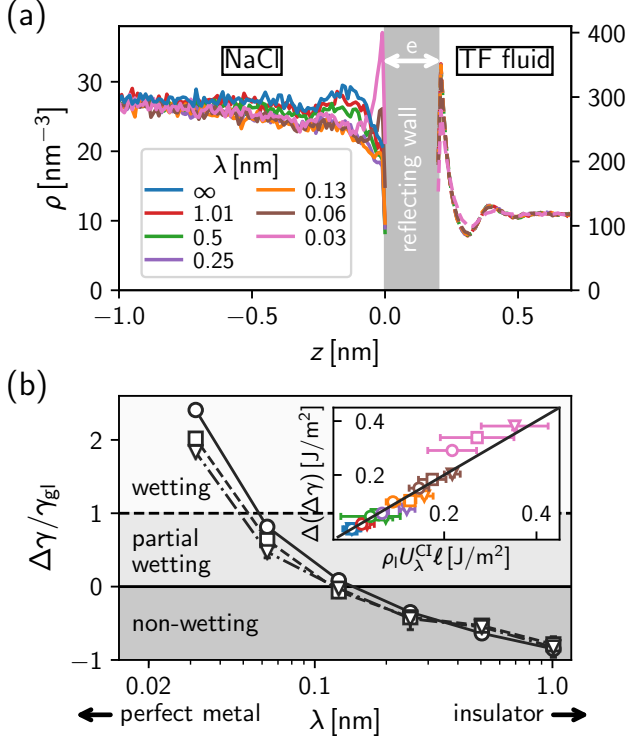 (a)
NaCl
e
TF fluid
reflecting wall
ρ [nm⁻³]
30
20
10
0
400
300
200
100
0
λ [nm]
∞
1.01
0.5
0.25
0.13
0.06
0.03
-1.0
-0.5
0.0
0.5
z [nm]
(b)
Δγ/γgl
2
1
0
−1
wetting
partial
wetting
non-wetting
Δ(Δγ) [J/m²]
0.4
0.2
0.2
0.4
ρₗU_λ^CI ℓ [J/m²]
0.02
0.1
1.0
perfect metal
λ [nm]
insulator